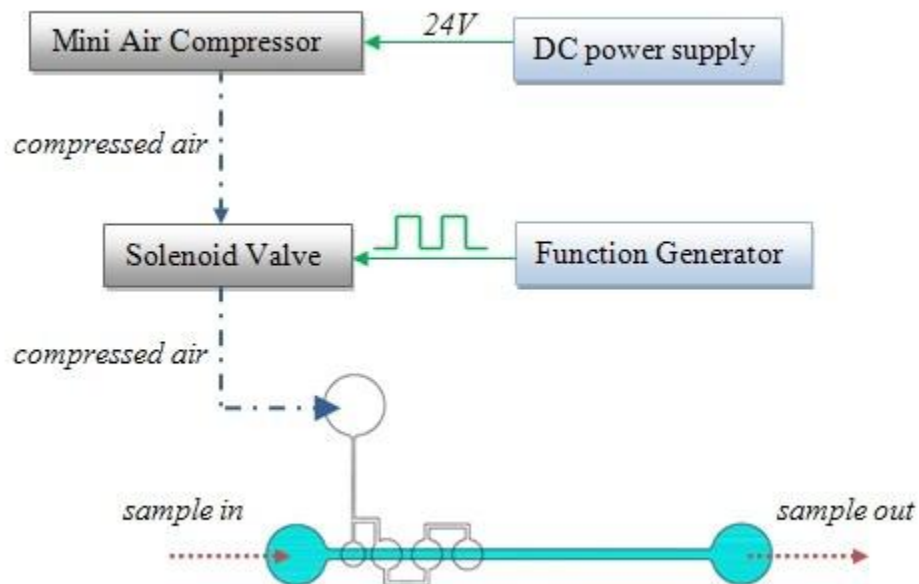 Mini Air Compressor
24V
DC power supply
compressed air
Solenoid Valve
Function Generator
compressed air
sample in
sample out